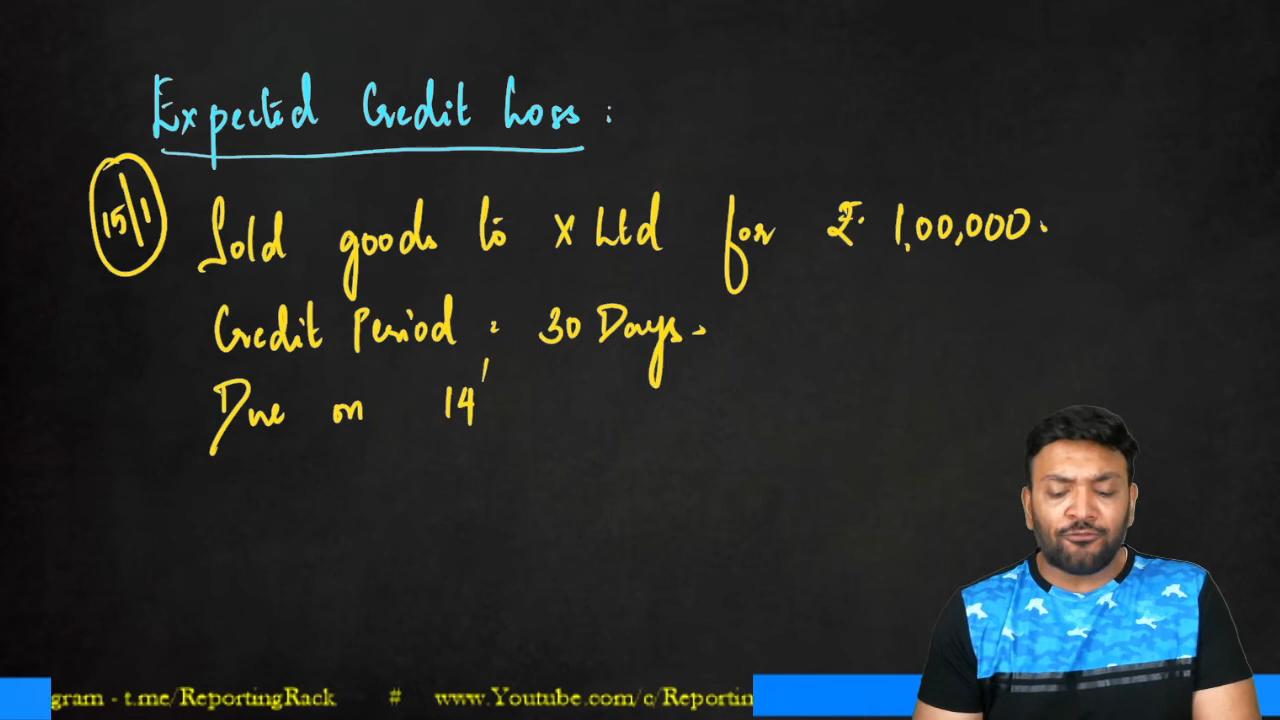 Expected Credit Loss :
15/1 Sold goods to X Ltd for ₹. 1,00,000.
Credit Period : 30 Days.
Due on 14
gram - t.me/ReportingRack # www.Youtube.com/c/Reportin